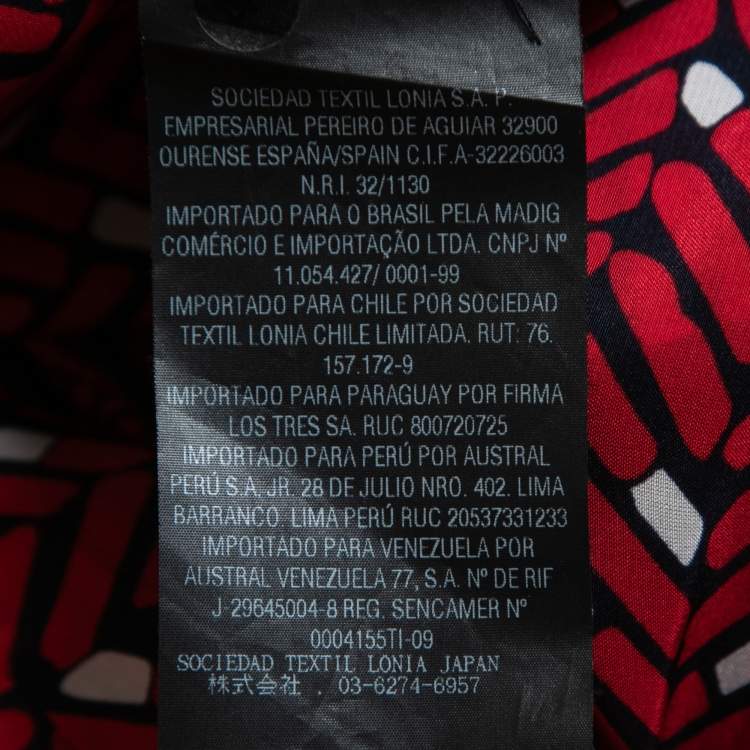 SOCIEDAD TEXTIL LONIA S.A. P.
EMPRESARIAL PEREIRO DE AGUIAR 32900
OURENSE ESPAÑA/SPAIN C.I.F.A-32226003
N.R.I. 32/1130
IMPORTADO PARA O BRASIL PELA MADIG
COMÉRCIO E IMPORTAÇÃO LTDA. CNPJ Nº
11.054.427/ 0001-99
IMPORTADO PARA CHILE POR SOCIEDAD
TEXTIL LONIA CHILE LIMITADA. RUT: 76.
157.172-9
IMPORTADO PARA PARAGUAY POR FIRMA
LOS TRES SA. RUC 800720725
IMPORTADO PARA PERÚ POR AUSTRAL
PERÚ S.A. JR. 28 DE JULIO NRO. 402. LIMA
BARRANCO. LIMA PERÚ RUC 20537331233
IMPORTADO PARA VENEZUELA POR
AUSTRAL VENEZUELA 77, S.A. Nº DE RIF
J-29645004-8 REG. SENCAMER Nº
0004155TI-09
SOCIEDAD TEXTIL LONIA JAPAN
株式会社 . 03-6274-6957